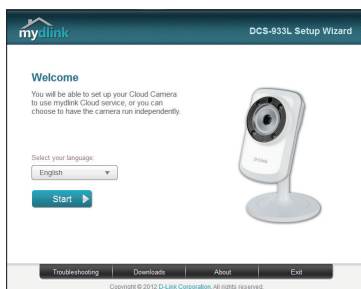 mydlink
DCS-933L Setup Wizard
Welcome
You will be able to set up your Cloud Camera
to use mydlink Cloud service, or you can
choose to have the camera run independently.
Select your language:
English
Start
D-Link
Troubleshooting
Downloads
About
Exit
Copyright © 2012 D-Link Corporation. All rights reserved.